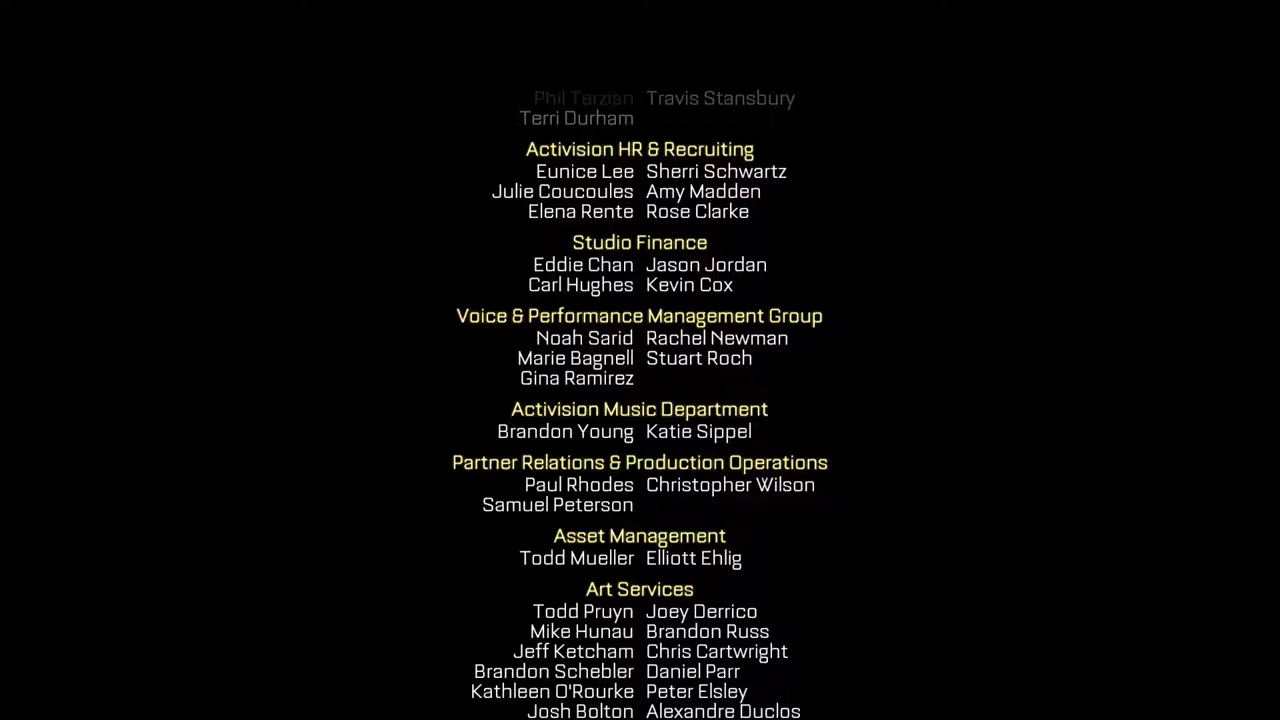 Phil Terzian Travis Stansbury
Terri Durham
Activision HR & Recruiting
Eunice Lee Sherri Schwartz
Julie Coucoules Amy Madden
Elena Rente Rose Clarke
Studio Finance
Eddie Chan Jason Jordan
Carl Hughes Kevin Cox
Voice & Performance Management Group
Noah Sarid Rachel Newman
Marie Bagnell Stuart Roch
Gina Ramirez
Activision Music Department
Brandon Young Katie Sippel
Partner Relations & Production Operations
Paul Rhodes Christopher Wilson
Samuel Peterson
Asset Management
Todd Mueller Elliott Ehlig
Art Services
Todd Pruyn Joey Derrico
Mike Hunau Brandon Russ
Jeff Ketcham Chris Cartwright
Brandon Schebler Daniel Parr
Kathleen O'Rourke Peter Elsley
Josh Bolton Alexandre Duclos